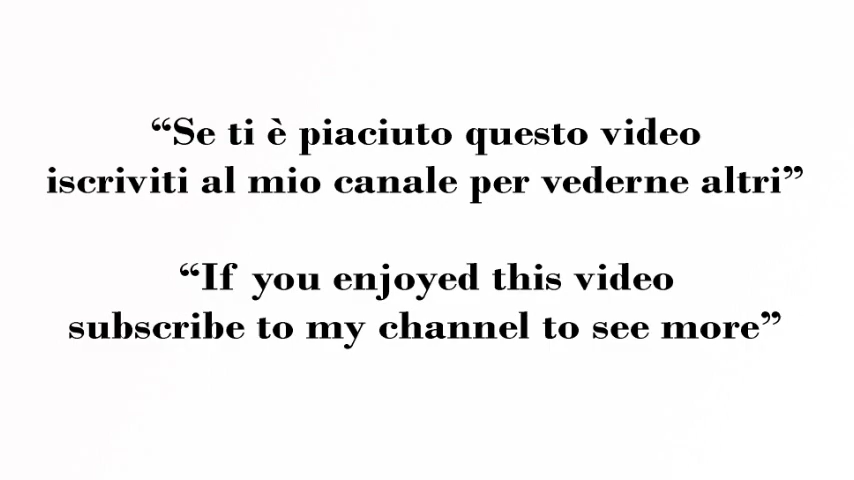 “Se ti è piaciuto questo video
iscriviti al mio canale per vederne altri”
“If you enjoyed this video
subscribe to my channel to see more”